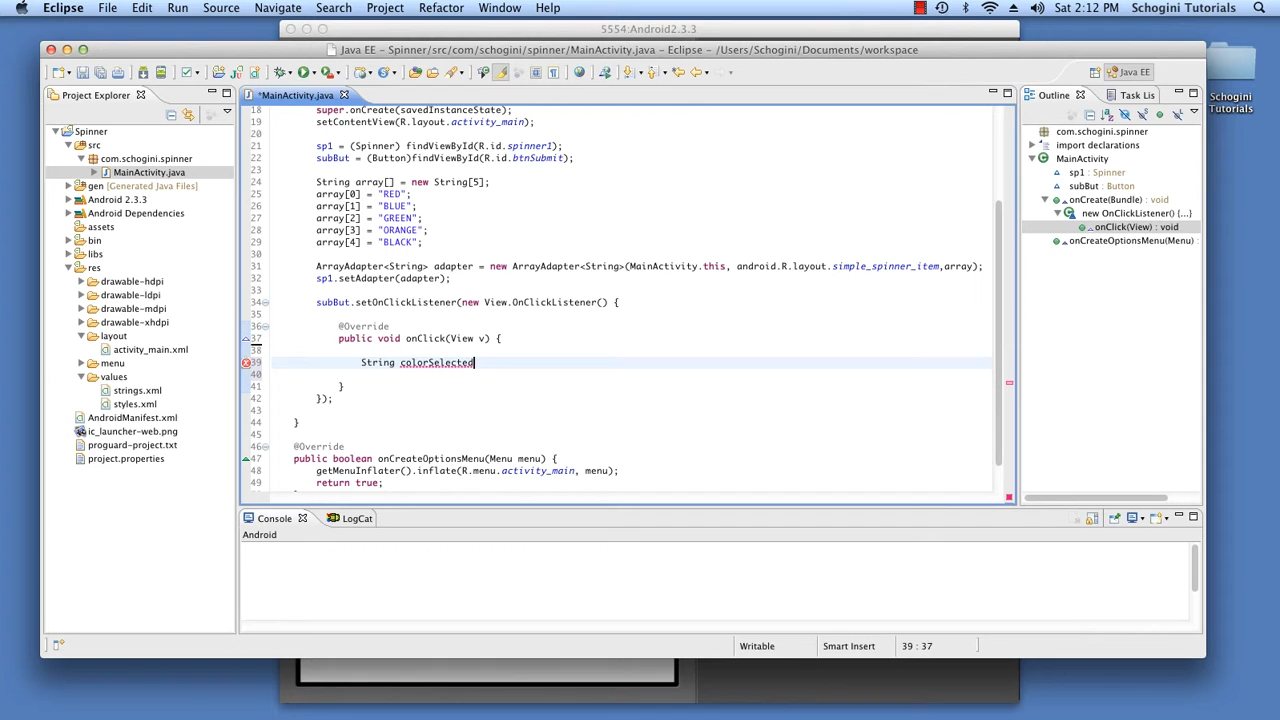 Eclipse File Edit Run Source Navigate Search Project Refactor Window Help Sat 2:12 PM Schogini Tutorials
5554:Android2.3.3
Java EE - Spinner/src/com/schogini/spinner/MainActivity.java - Eclipse - /Users/Schogini/Documents/workspace
Java EE
Project Explorer
*MainActivity.java
Outline
Task Lis
Schogini
Tutorials
Spinner
src
com.schogini.spinner
MainActivity.java
gen [Generated Java Files]
Android 2.3.3
Android Dependencies
assets
bin
libs
res
drawable-hdpi
drawable-ldpi
drawable-mdpi
drawable-xhdpi
layout
activity_main.xml
menu
values
strings.xml
styles.xml
AndroidManifest.xml
ic_launcher-web.png
proguard-project.txt
project.properties
18 super.onCreate(savedInstanceState);
19 setContentView(R.layout.activity_main);
20
21 sp1 = (Spinner) findViewById(R.id.spinner1);
22 subBut = (Button)findViewById(R.id.btnSubmit);
23
24 String array[] = new String[5];
25 array[0] = "RED";
26 array[1] = "BLUE";
27 array[2] = "GREEN";
28 array[3] = "ORANGE";
29 array[4] = "BLACK";
30
31 ArrayAdapter<String> adapter = new ArrayAdapter<String>(MainActivity.this, android.R.layout.simple_spinner_item,array);
32 sp1.setAdapter(adapter);
33
34 subBut.setOnClickListener(new View.OnClickListener() {
35
36 @Override
37 public void onClick(View v) {
38
39 String colorSelected
40
41 }
42 });
43
44 }
45
46 @Override
47 public boolean onCreateOptionsMenu(Menu menu) {
48 getMenuInflater().inflate(R.menu.activity_main, menu);
49 return true;
com.schogini.spinner
import declarations
MainActivity
sp1 : Spinner
subBut : Button
onCreate(Bundle) : void
new OnClickListener() {...}
onClick(View) : void
onCreateOptionsMenu(Menu)
Console
LogCat
Android
Writable
Smart Insert
39 : 37